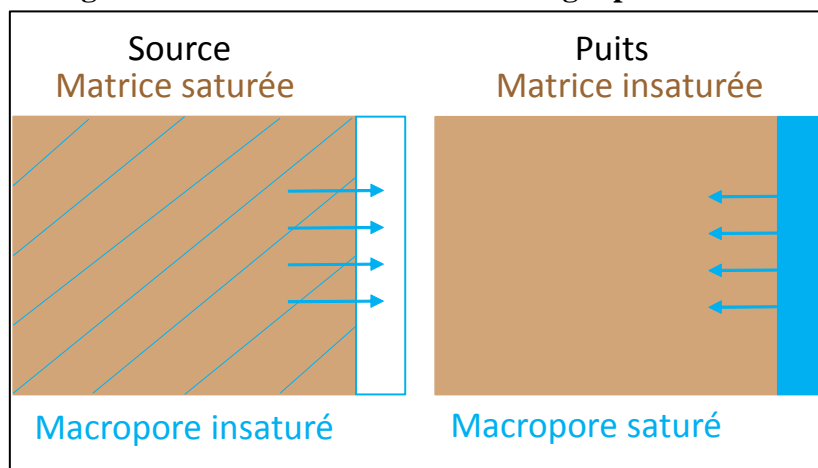 Source
Matrice saturée
Puits
Matrice insaturée
Macropore insaturé
Macropore saturé